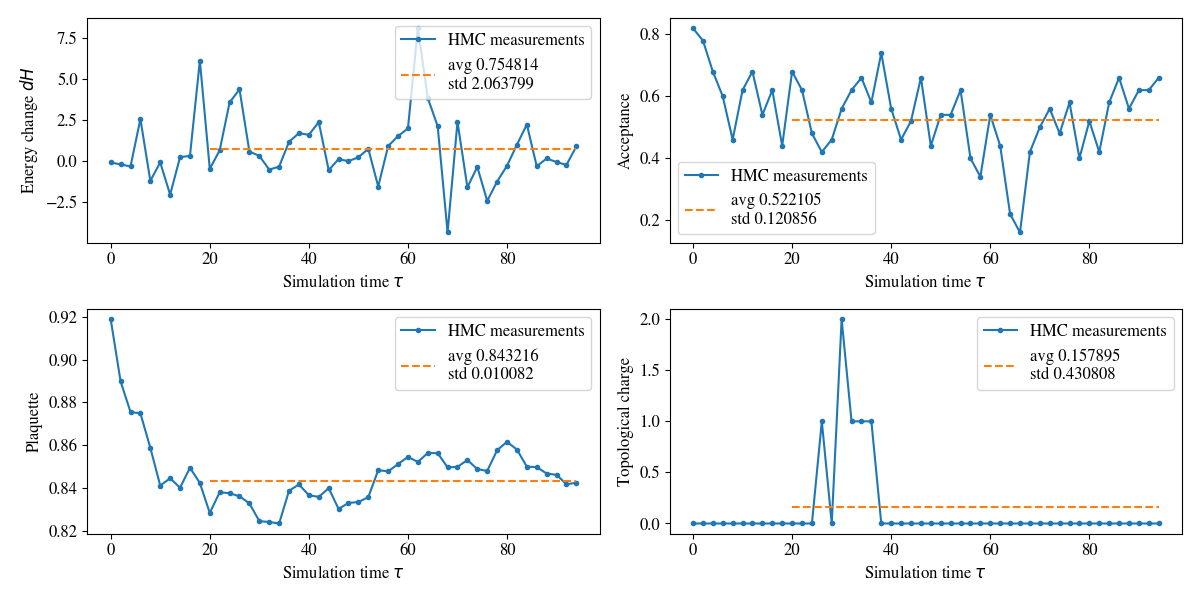 7.5
5.0
2.5
0.0
−2.5
Energy change dH
HMC measurements
avg 0.754814
std 2.063799
0 20 40 60 80
Simulation time τ
0.8
0.6
0.4
0.2
Acceptance
HMC measurements
avg 0.522105
std 0.120856
0 20 40 60 80
Simulation time τ
0.92
0.90
0.88
0.86
0.84
0.82
Plaquette
HMC measurements
avg 0.843216
std 0.010082
0 20 40 60 80
Simulation time τ
2.0
1.5
1.0
0.5
0.0
Topological charge
HMC measurements
avg 0.157895
std 0.430808
0 20 40 60 80
Simulation time τ